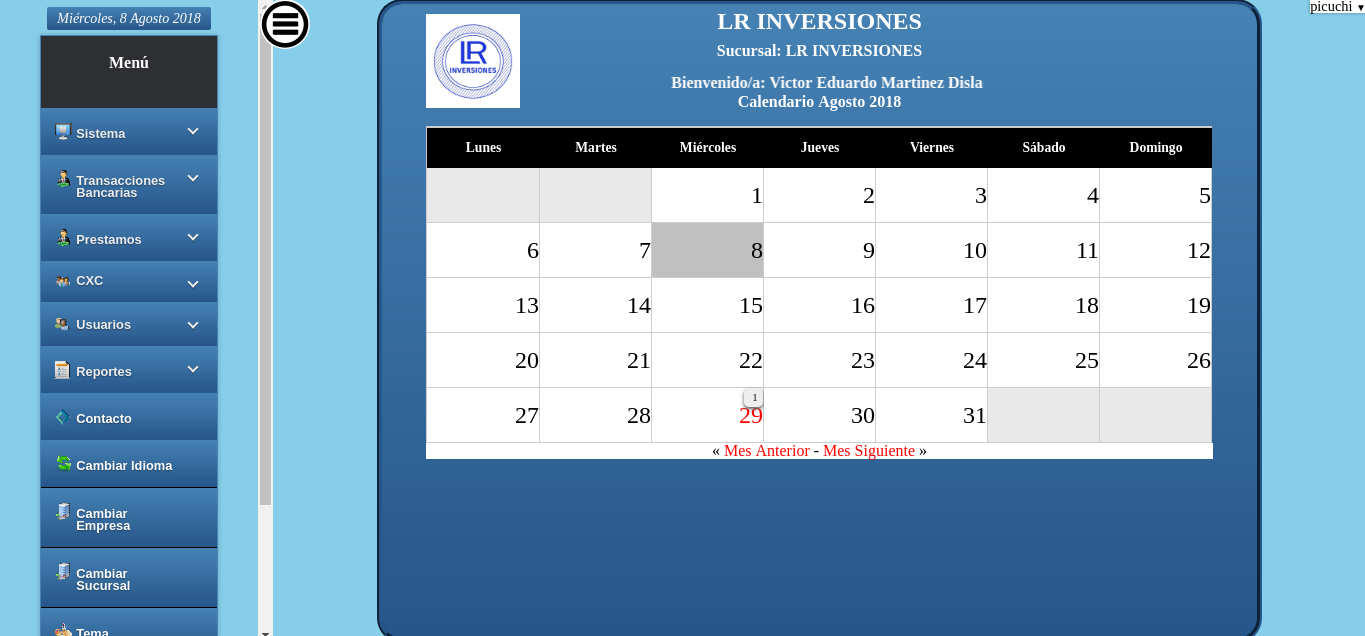 Miércoles, 8 Agosto 2018
Menú
Sistema
Transacciones
Bancarias
Prestamos
CXC
Usuarios
Reportes
Contacto
Cambiar Idioma
Cambiar
Empresa
Cambiar
Sucursal
Tema
picuchi ▼
LR
INVERSIONES
LR INVERSIONES
Sucursal: LR INVERSIONES
Bienvenido/a: Victor Eduardo Martinez Disla
Calendario Agosto 2018
Lunes Martes Miércoles Jueves Viernes Sábado Domingo
1 2 3 4 5
6 7 8 9 10 11 12
13 14 15 16 17 18 19
20 21 22 23 24 25 26
1
27 28 29 30 31
« Mes Anterior - Mes Siguiente »